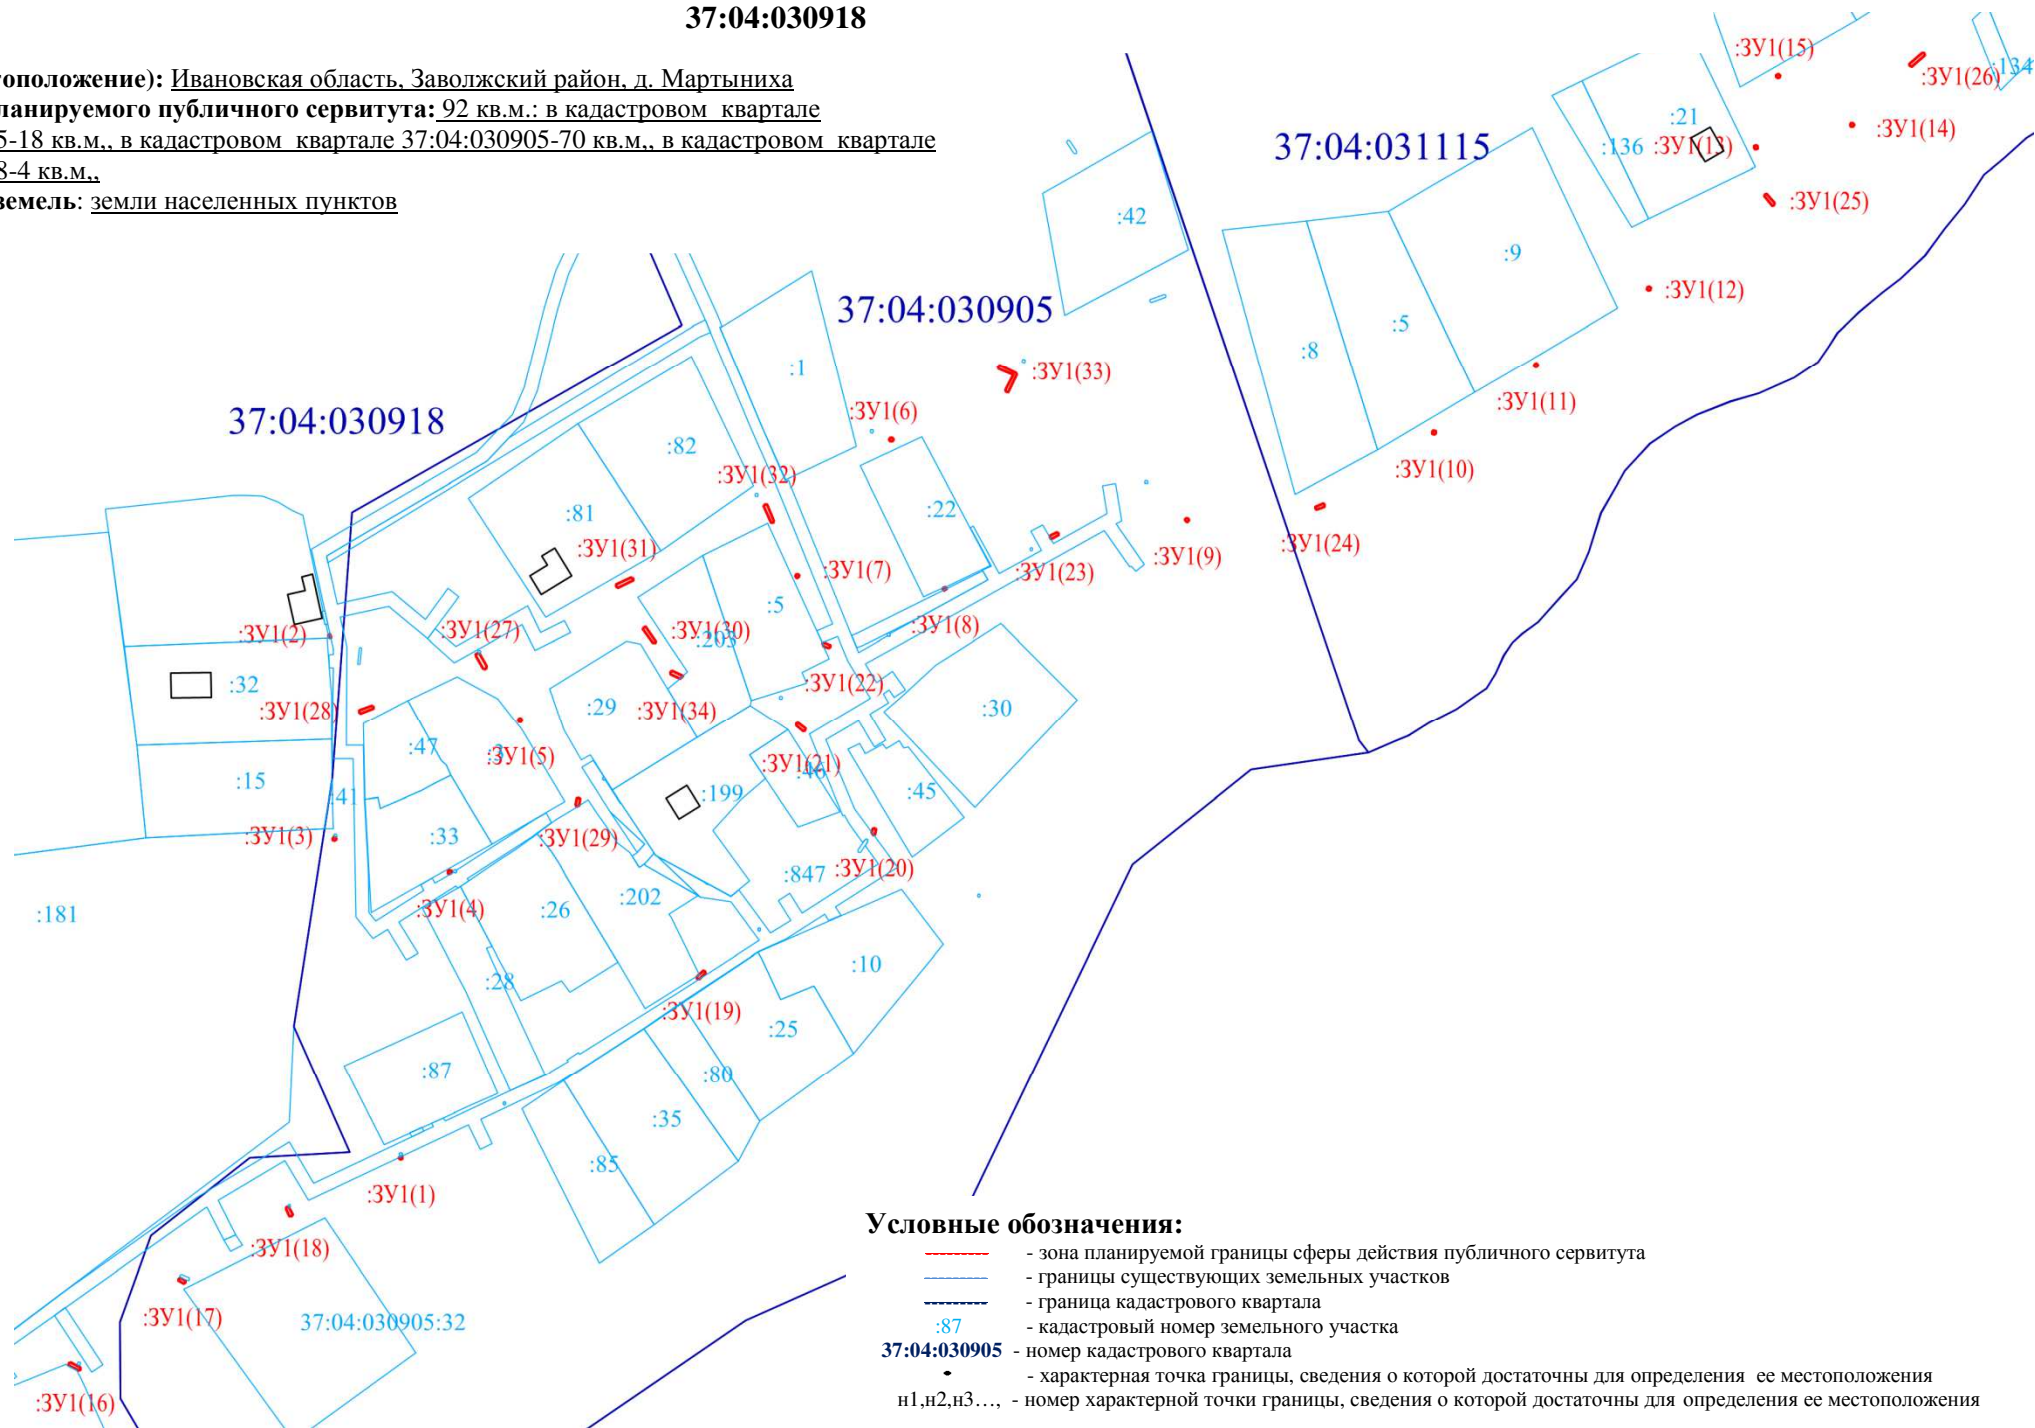 37:04:030918
оположение): Ивановская область, Заволжский район, д. Мартыниха
ланируемого публичного сервитута: 92 кв.м.: в кадастровом квартале
5-18 кв.м,, в кадастровом квартале 37:04:030905-70 кв.м,, в кадастровом квартале
8-4 кв.м,,
земель: земли населенных пунктов
:ЗУ1(15)
:134
:ЗУ1(26)
:21
:ЗУ1(14)
37:04:031115
:136
:ЗУ1(13)
:ЗУ1(25)
:42
:9
:ЗУ1(12)
37:04:030905
:5
:8
:1
:ЗУ1(33)
:ЗУ1(11)
:ЗУ1(6)
37:04:030918
:82
:ЗУ1(32)
:ЗУ1(10)
:22
:81
:ЗУ1(31)
:ЗУ1(24)
:ЗУ1(9)
:ЗУ1(7)
:ЗУ1(23)
:5
:ЗУ1(2)
:ЗУ1(27)
:ЗУ1(30)
:203
:ЗУ1(8)
:32
:ЗУ1(22)
:ЗУ1(28)
:29
:ЗУ1(34)
:30
:47
:3
:ЗУ1(5)
:ЗУ1(21)
:46
:15
:41
:199
:45
:ЗУ1(3)
:33
:ЗУ1(29)
:847
:ЗУ1(20)
:202
:181
:ЗУ1(4)
:26
:28
:10
:ЗУ1(19)
:25
:87
:80
:35
:85
:ЗУ1(1)
:ЗУ1(18)
:ЗУ1(17)
37:04:030905:32
:ЗУ1(16)
Условные обозначения:
- зона планируемой границы сферы действия публичного сервитута
- границы существующих земельных участков
- граница кадастрового квартала
:87 - кадастровый номер земельного участка
37:04:030905 - номер кадастрового квартала
- характерная точка границы, сведения о которой достаточны для определения ее местоположения
н1,н2,н3…, - номер характерной точки границы, сведения о которой достаточны для определения ее местоположения